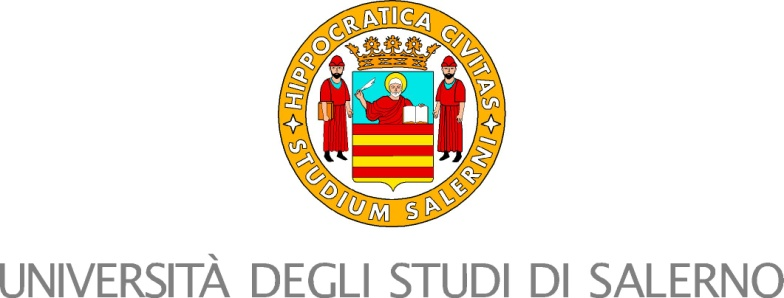 HIPPOCRATICA CIVITAS
STUDIUM SALERNI
UNIVERSITÀ DEGLI STUDI DI SALERNO